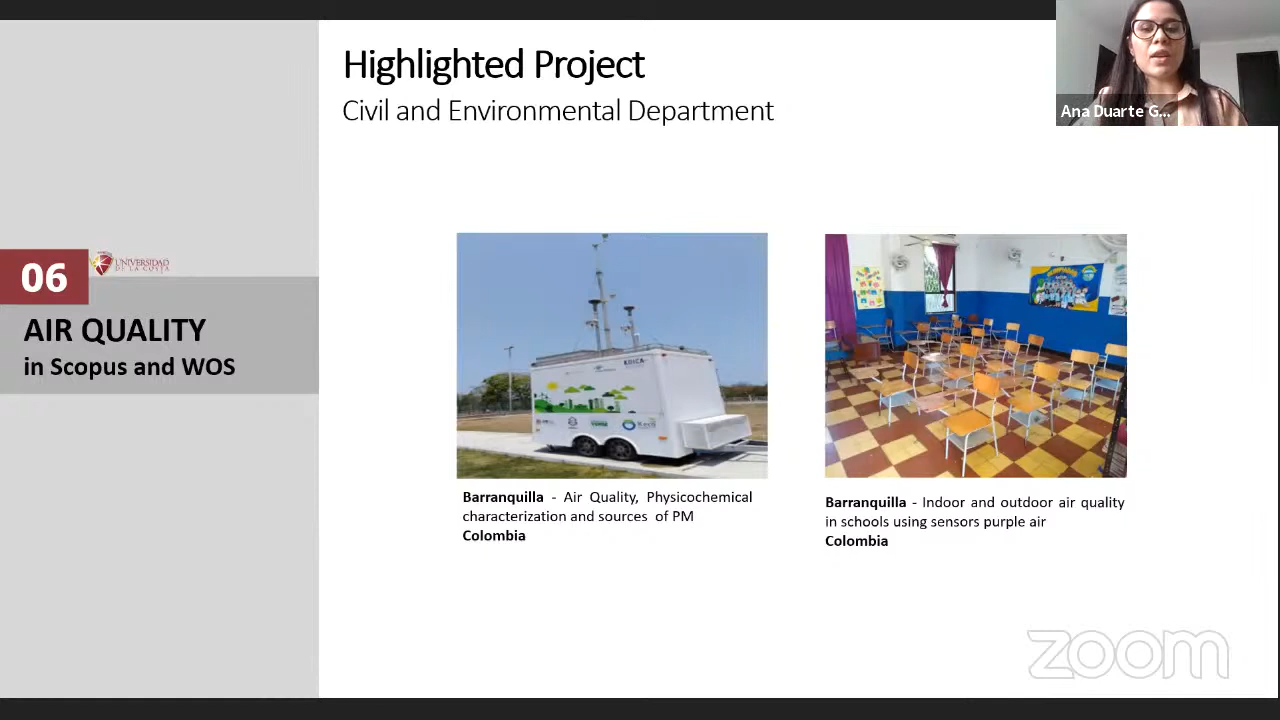 Highlighted Project
Civil and Environmental Department
Ana Duarte G...
06
UNIVERSIDAD
DE LA COSTA
AIR QUALITY
in Scopus and WOS
KOICA
Barranquilla - Air Quality, Physicochemical
characterization and sources of PM
Colombia
Barranquilla - Indoor and outdoor air quality
in schools using sensors purple air
Colombia
zoom